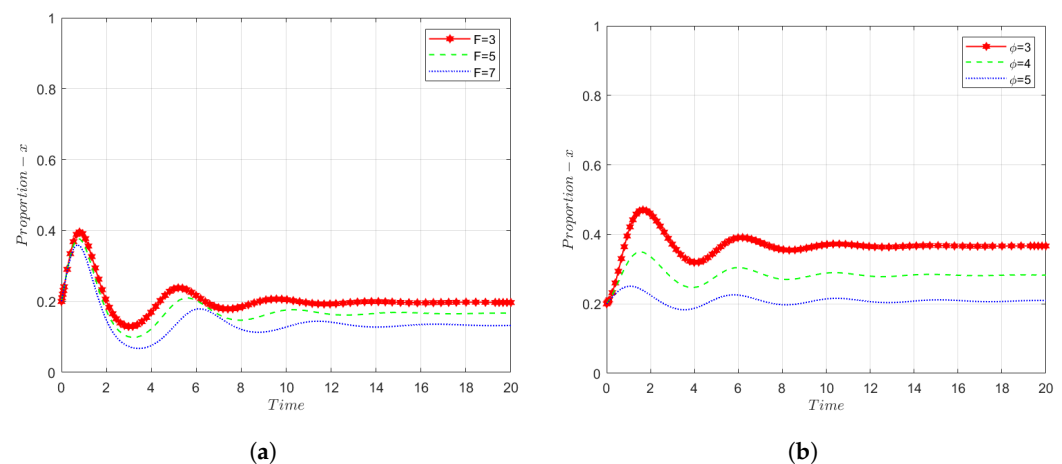 1
0.8
0.6
0.4
0.2
0
Proportion − x
0 2 4 6 8 10 12 14 16 18 20
Time
F=3
F=5
F=7
(a)
1
0.8
0.6
0.4
0.2
0
Proportion − x
0 2 4 6 8 10 12 14 16 18 20
Time
ϕ=3
ϕ=4
ϕ=5
(b)